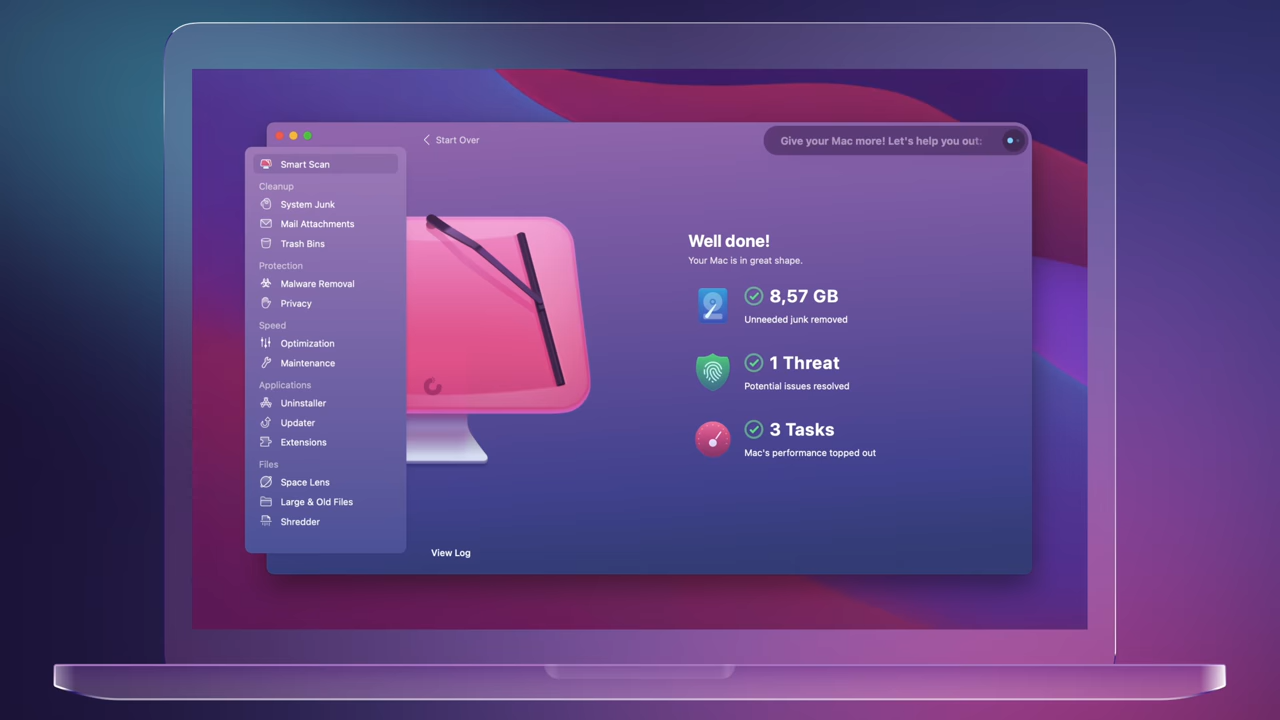 Start Over
Give your Mac more! Let's help you out:
Smart Scan
Cleanup
System Junk
Mail Attachments
Trash Bins
Protection
Malware Removal
Privacy
Speed
Optimization
Maintenance
Applications
Uninstaller
Updater
Extensions
Files
Space Lens
Large & Old Files
Shredder
Well done!
Your Mac is in great shape.
8,57 GB
Unneeded junk removed
1 Threat
Potential issues resolved
3 Tasks
Mac's performance topped out
View Log